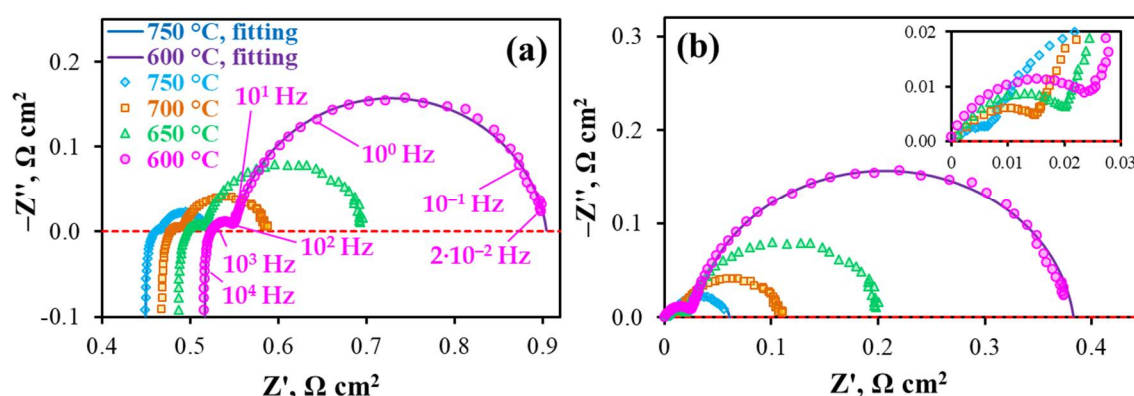 750 °C, fitting
600 °C, fitting
750 °C
700 °C
650 °C
600 °C
(a)
10¹ Hz
10⁰ Hz
10⁻¹ Hz
2·10⁻² Hz
10² Hz
10³ Hz
10⁴ Hz
−Z'', Ω cm²
0.2
0.1
0.0
-0.1
0.4
0.5
0.6
0.7
0.8
0.9
Z', Ω cm²
(b)
−Z'', Ω cm²
0.3
0.2
0.1
0.0
0
0.1
0.2
0.3
0.4
Z', Ω cm²
0.02
0.01
0.01
0.00
0
0.01
0.02
0.03